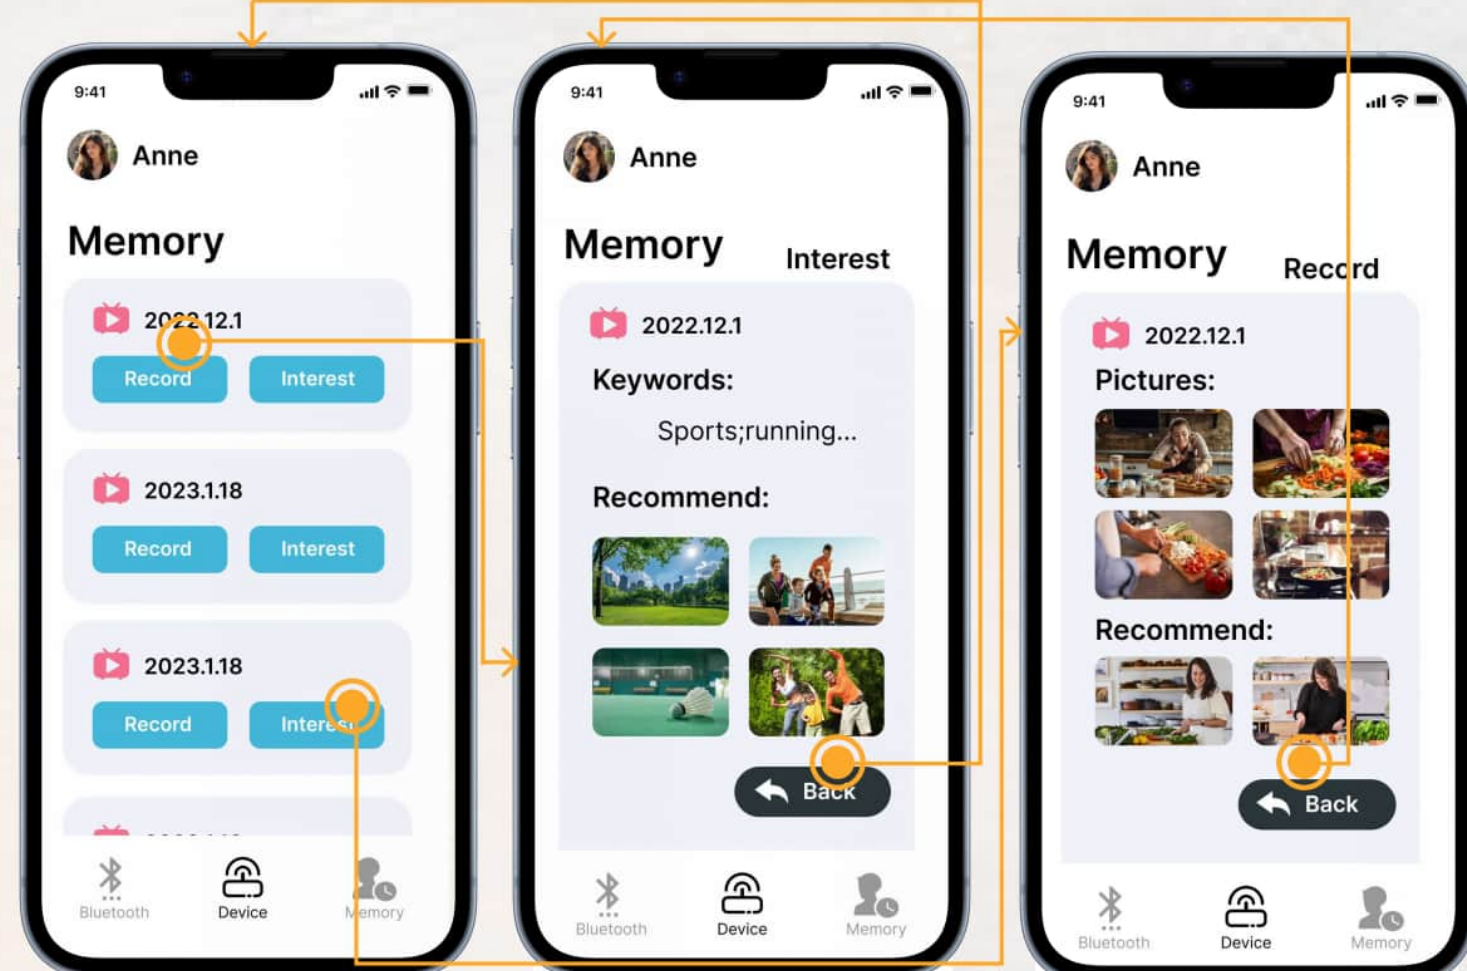 9:41
Anne
Memory
2022.12.1
Record Interest
2023.1.18
Record Interest
2023.1.18
Record Interest
Bluetooth Device Memory
9:41
Anne
Memory Interest
2022.12.1
Keywords:
Sports;running...
Recommend:
Back
Bluetooth Device Memory
9:41
Anne
Memory Record
2022.12.1
Pictures:
Recommend:
Back
Bluetooth Device Memory